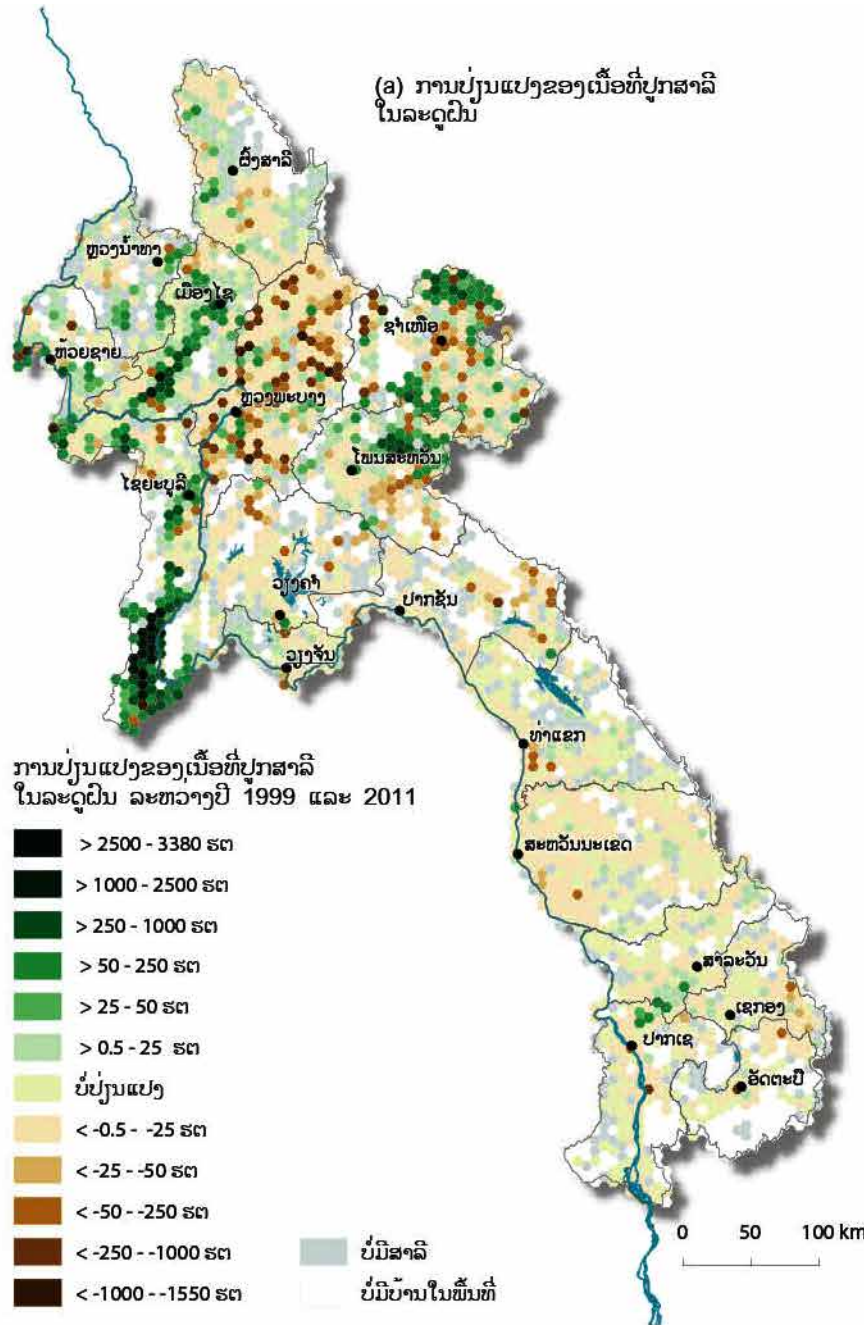 (a) ການປ່ຽນແປງຂອງເນື້ອທີ່ປູກສາລີ
ໃນລະດູຝົນ
ຜົ້ງສາລີ
ຫຼວງນ້ຳທາ
ເມືອງໄຊ
ຊຳເໜືອ
ຫ້ວຍຊາຍ
ຫຼວງພະບາງ
ໂພນສະຫວັນ
ໄຊຍະບູລີ
ວຽງຄຳ
ປາກຊັນ
ວຽງຈັນ
ທ່າແຂກ
ສະຫວັນນະເຂດ
ສາລະວັນ
ເຊກອງ
ປາກເຊ
ອັດຕະປື
ການປ່ຽນແປງຂອງເນື້ອທີ່ປູກສາລີ
ໃນລະດູຝົນ ລະຫວ່າງປີ 1999 ແລະ 2011
> 2500 - 3380 ຮຕ
> 1000 - 2500 ຮຕ
> 250 - 1000 ຮຕ
> 50 - 250 ຮຕ
> 25 - 50 ຮຕ
> 0.5 - 25 ຮຕ
ບໍ່ປ່ຽນແປງ
< -0.5 - -25 ຮຕ
< -25 - -50 ຮຕ
< -50 - -250 ຮຕ
< -250 - -1000 ຮຕ
< -1000 - -1550 ຮຕ
ບໍ່ມີສາລີ
ບໍ່ມີບ້ານໃນພື້ນທີ່
0 50 100 km